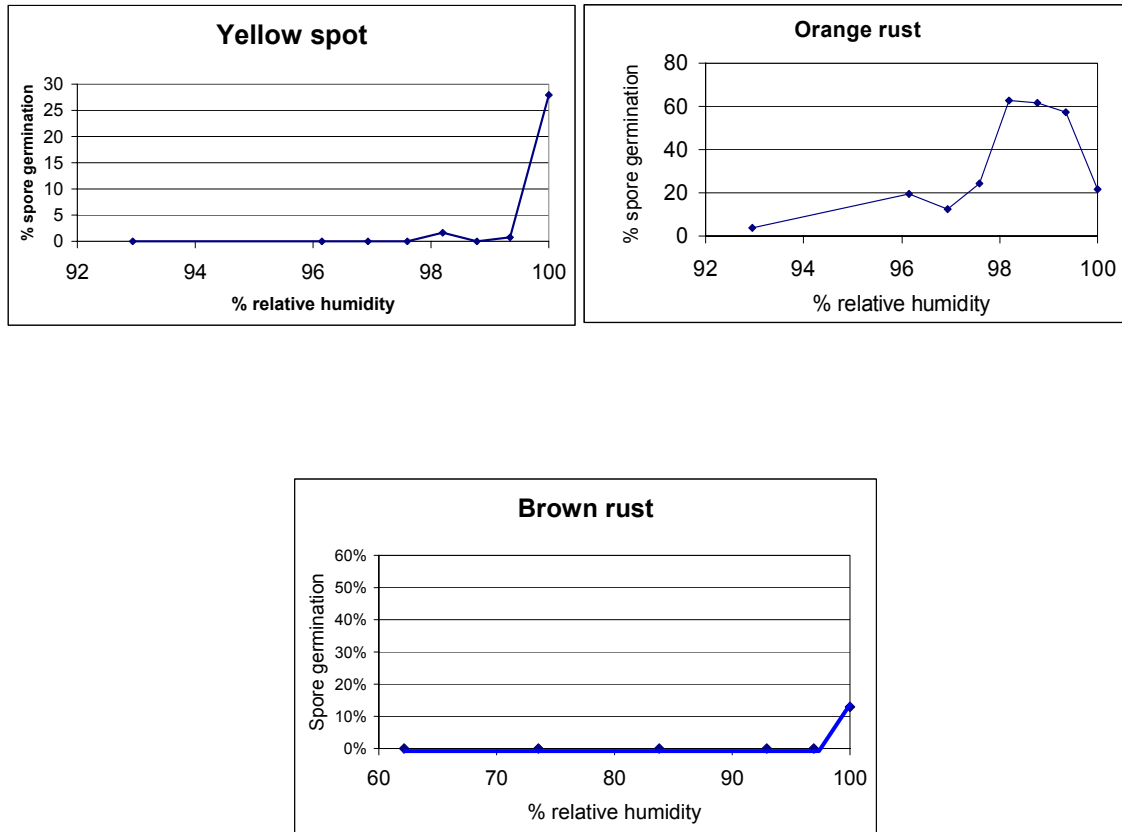 Yellow spot
30
25
20
15
10
5
0
% spore germination
92 94 96 98 100
% relative humidity
Orange rust
80
60
40
20
0
% spore germination
92 94 96 98 100
% relative humidity
Brown rust
60%
50%
40%
30%
20%
10%
0%
Spore germination
60 70 80 90 100
% relative humidity